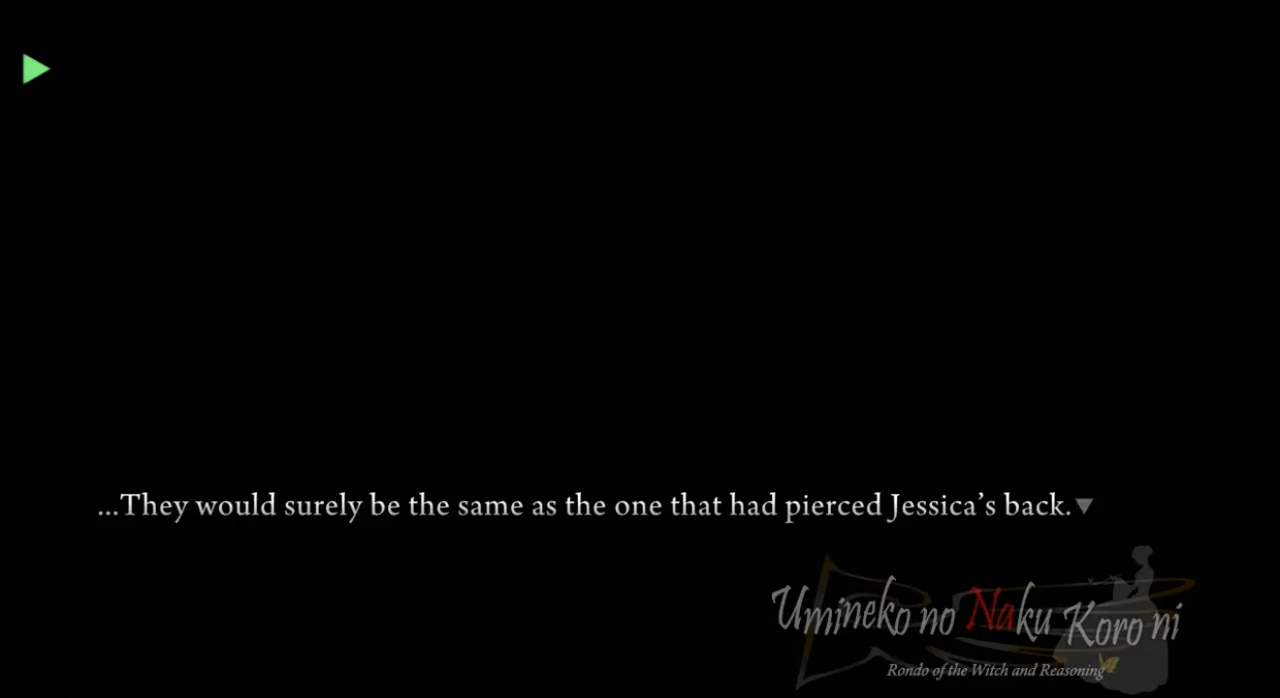 ...They would surely be the same as the one that had pierced Jessica's back.
Umineko no Naku Koro ni
Rondo of the Witch and Reasoning